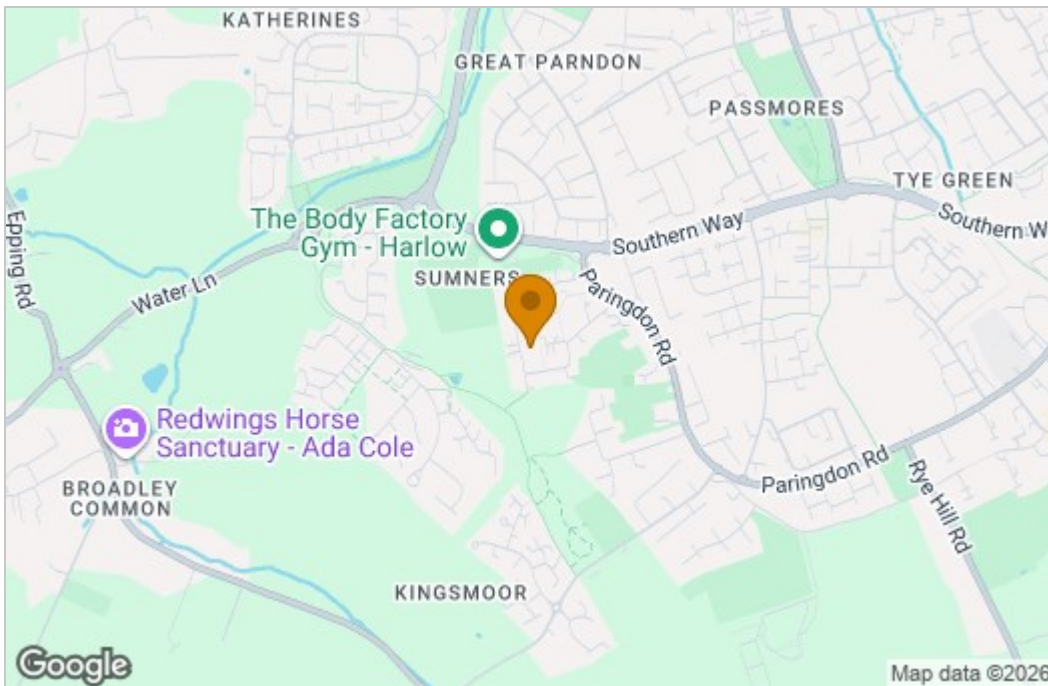 KATHERINES
GREAT PARNDON
PASSMORES
TYE GREEN
Southern W
Epping Rd
The Body Factory
Gym - Harlow
Southern Way
SUMNERS
Water Ln
Paringdon Rd
Redwings Horse
Sanctuary - Ada Cole
BROADLEY
COMMON
Paringdon Rd
Rye Hill Rd
KINGSMOOR
Google
Map data ©2026